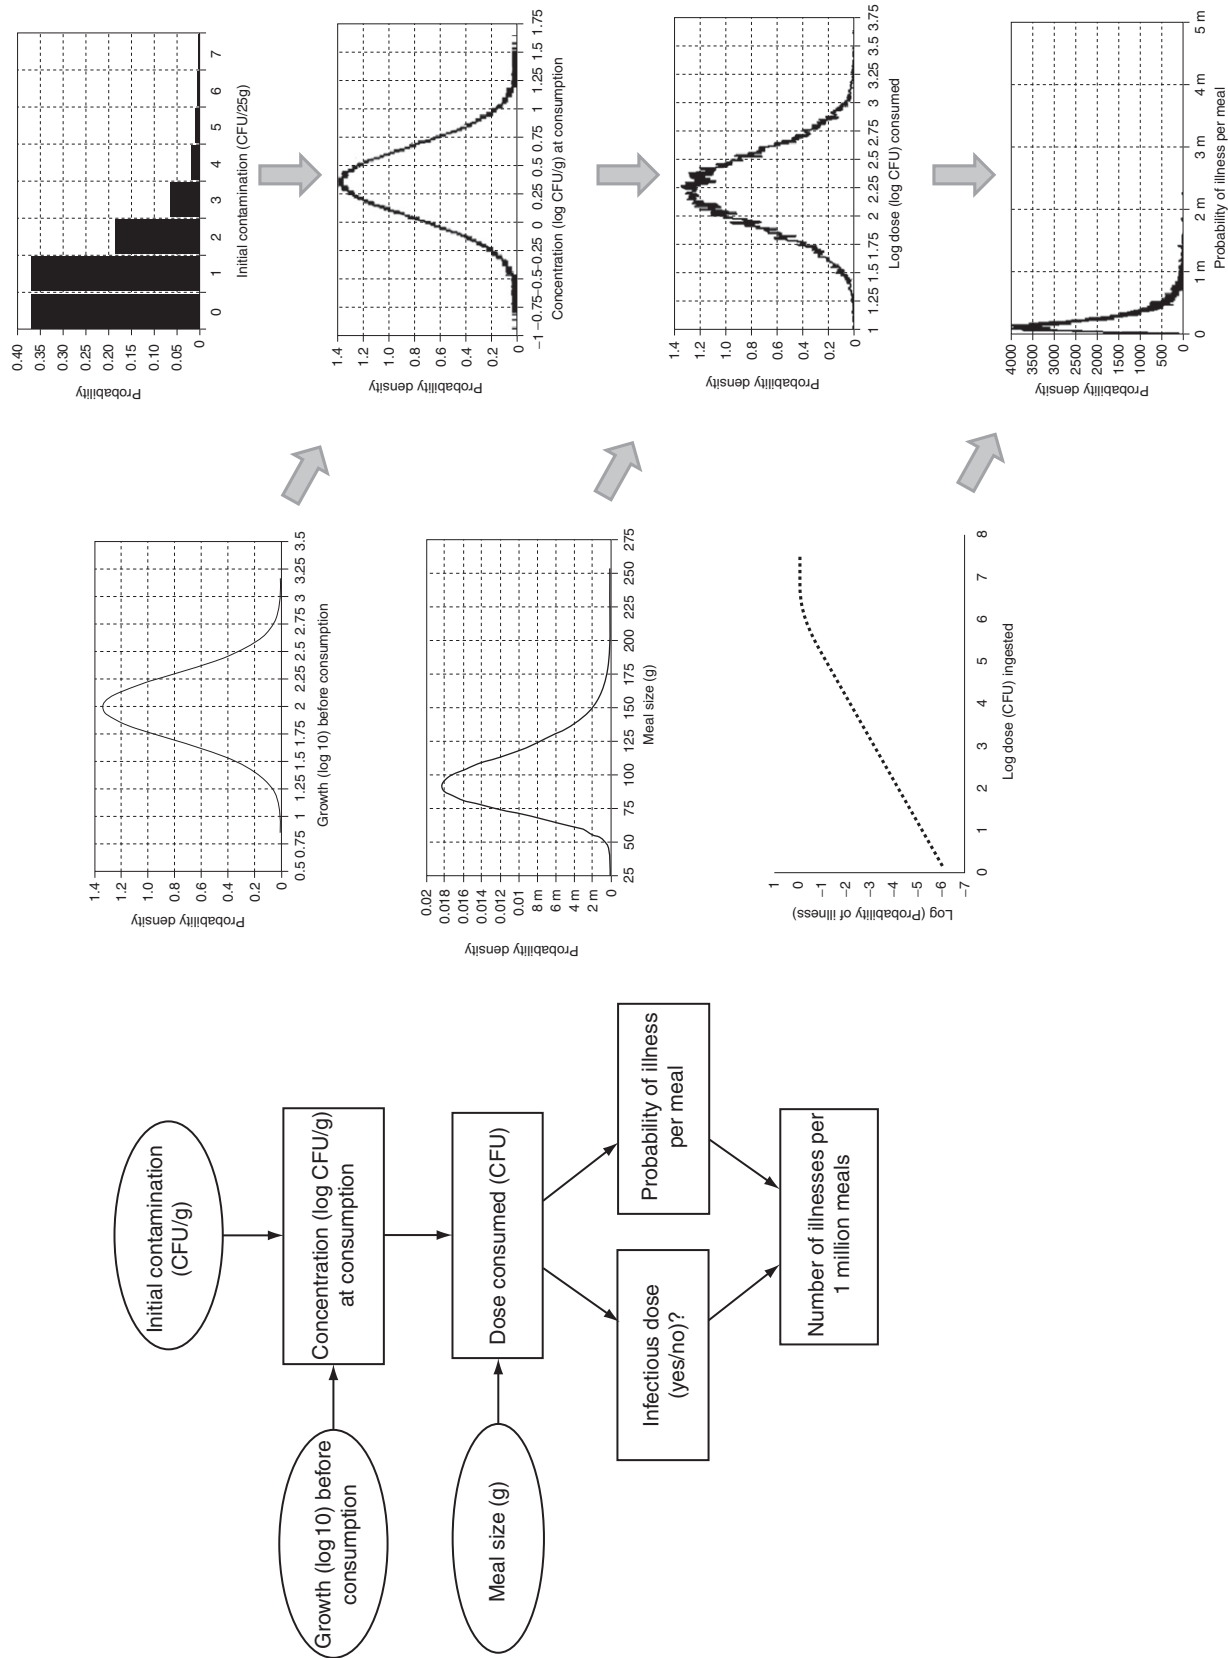 Initial contamination
(CFU/g)
Growth (log10) before
consumption
Concentration (log CFU/g)
at consumption
Meal size (g)
Dose consumed (CFU)
Infectious dose
(yes/no)?
Probability of illness
per meal
Number of illnesses per
1 million meals
Probability density
1.4
1.2
1.0
0.8
0.6
0.4
0.2
0
0.5 0.75 1 1.25 1.5 1.75 2 2.25 2.5 2.75 3 3.25 3.5
Growth (log 10) before consumption
Probability density
0.02
0.018
0.016
0.014
0.012
0.01
8 m
6 m
4 m
2 m
0
25 50 75 100 125 150 175 200 225 250 275
Meal size (g)
Log (Probability of illness)
1
0
−1
−2
−3
−4
−5
−6
−7
0 1 2 3 4 5 6 7 8
Log dose (CFU) ingested
Probability
0.40
0.35
0.30
0.25
0.20
0.15
0.10
0.05
0
0 1 2 3 4 5 6 7
Initial contamination (CFU/25g)
Probability density
1.4
1.2
1.0
0.8
0.6
0.4
0.2
0
−1 −0.75 −0.5 −0.25 0 0.25 0.5 0.75 1 1.25 1.5 1.75
Concentration (log CFU/g) at consumption
Probability density
1.4
1.2
1.0
0.8
0.6
0.4
0.2
0
1 1.25 1.5 1.75 2 2.25 2.5 2.75 3 3.25 3.5 3.75
Log dose (log CFU) consumed
Probability density
4000
3500
3000
2500
2000
1500
1000
500
0
0 1 m 2 m 3 m 4 m 5 m
Probability of illness per meal